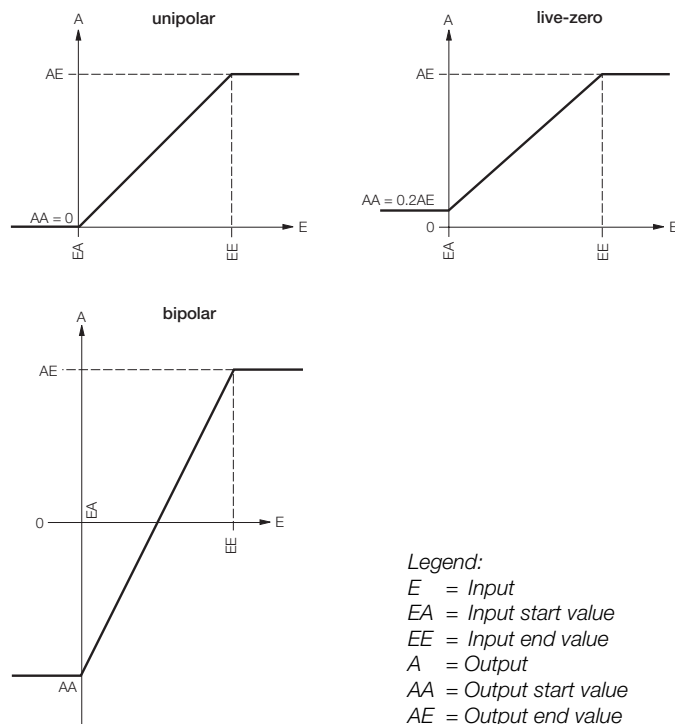 unipolar
A
AE
AA = 0
E
EA
EE
live-zero
A
AE
AA = 0.2AE
0
E
EA
EE
bipolar
A
AE
EA
0
E
EE
AA
Legend:
E = Input
EA = Input start value
EE = Input end value
A = Output
AA = Output start value
AE = Output end value